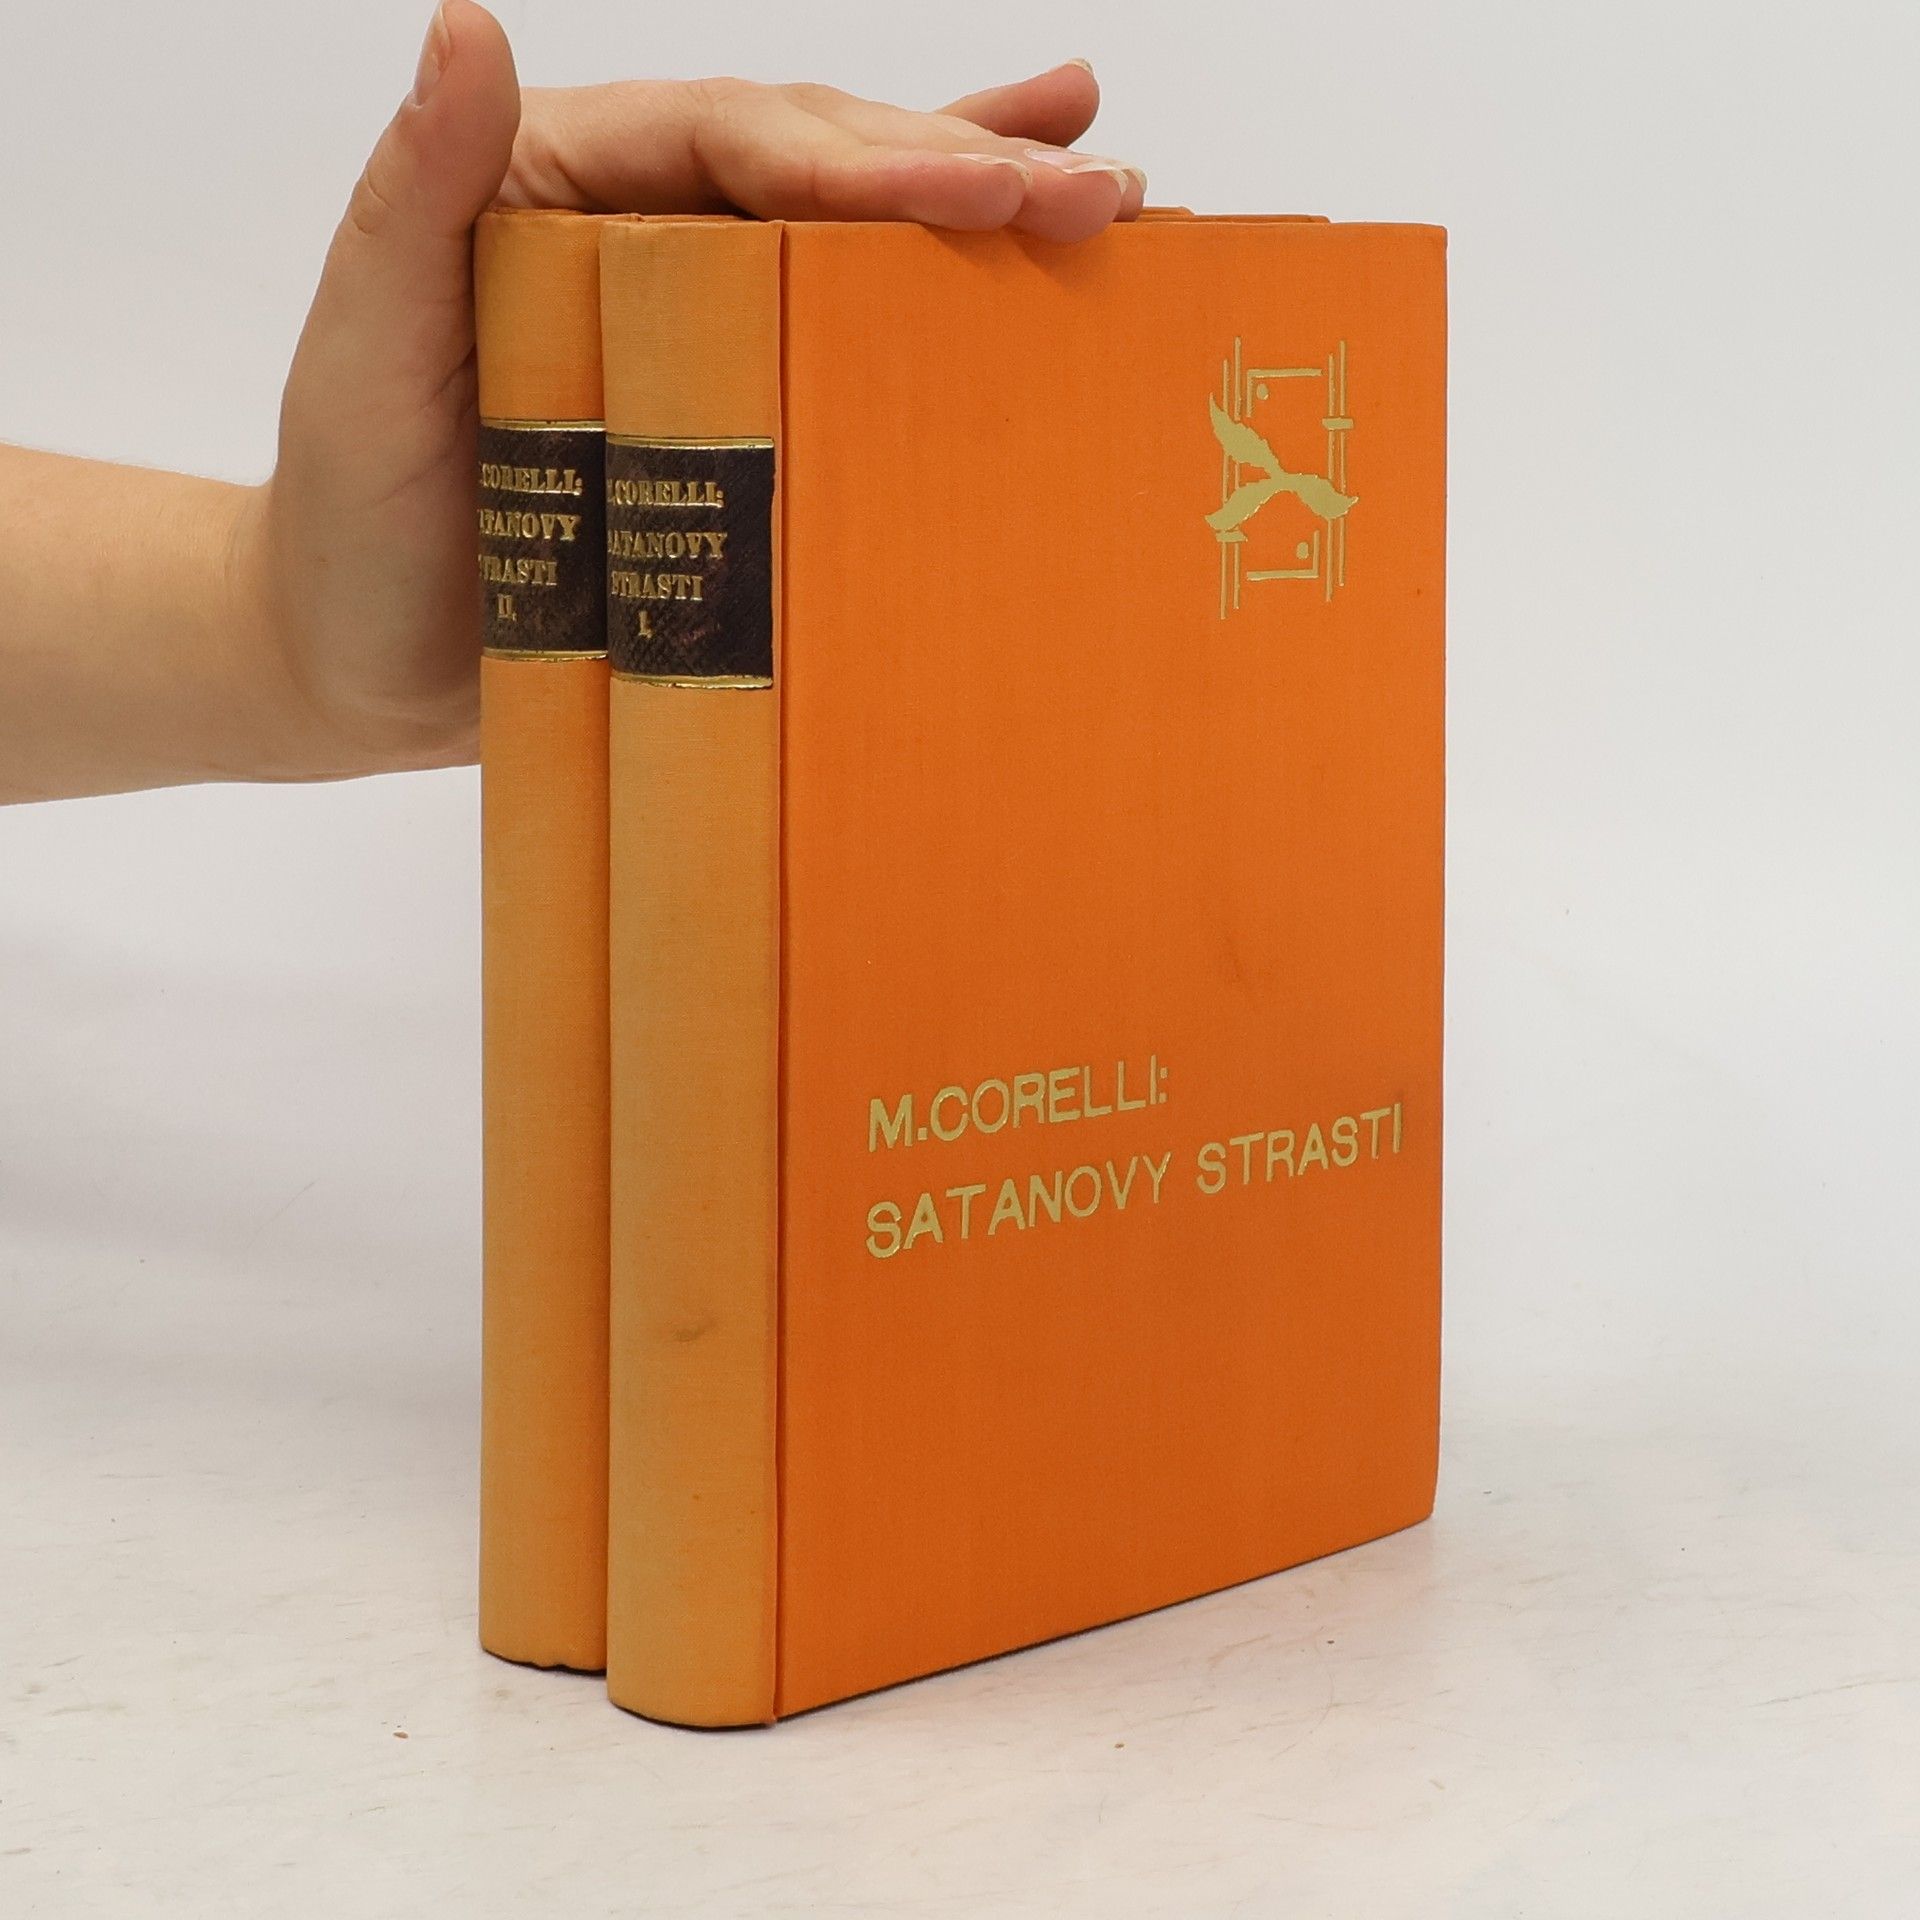 .CORELLI:
ATANOVY
STRASTI
II.
M.CORELLI:
SATANOVY
STRASTI
I.
M.CORELLI:
SATANOVY STRASTI